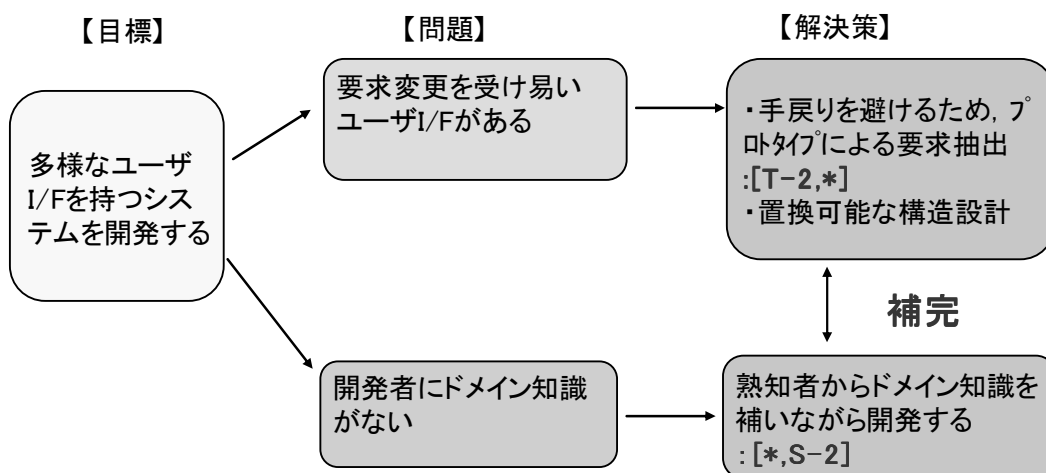 【目標】
【問題】
【解決策】
多様なユーザ
I/Fを持つシス
テムを開発する
要求変更を受け易い
ユーザI/Fがある
・手戻りを避けるため, ﾌﾟ
ﾛﾄﾀｲﾌﾟによる要求抽出
:[T-2,*]
・置換可能な構造設計
補完
開発者にドメイン知識
がない
熟知者からドメイン知識を
補いながら開発する
:[*,S-2]